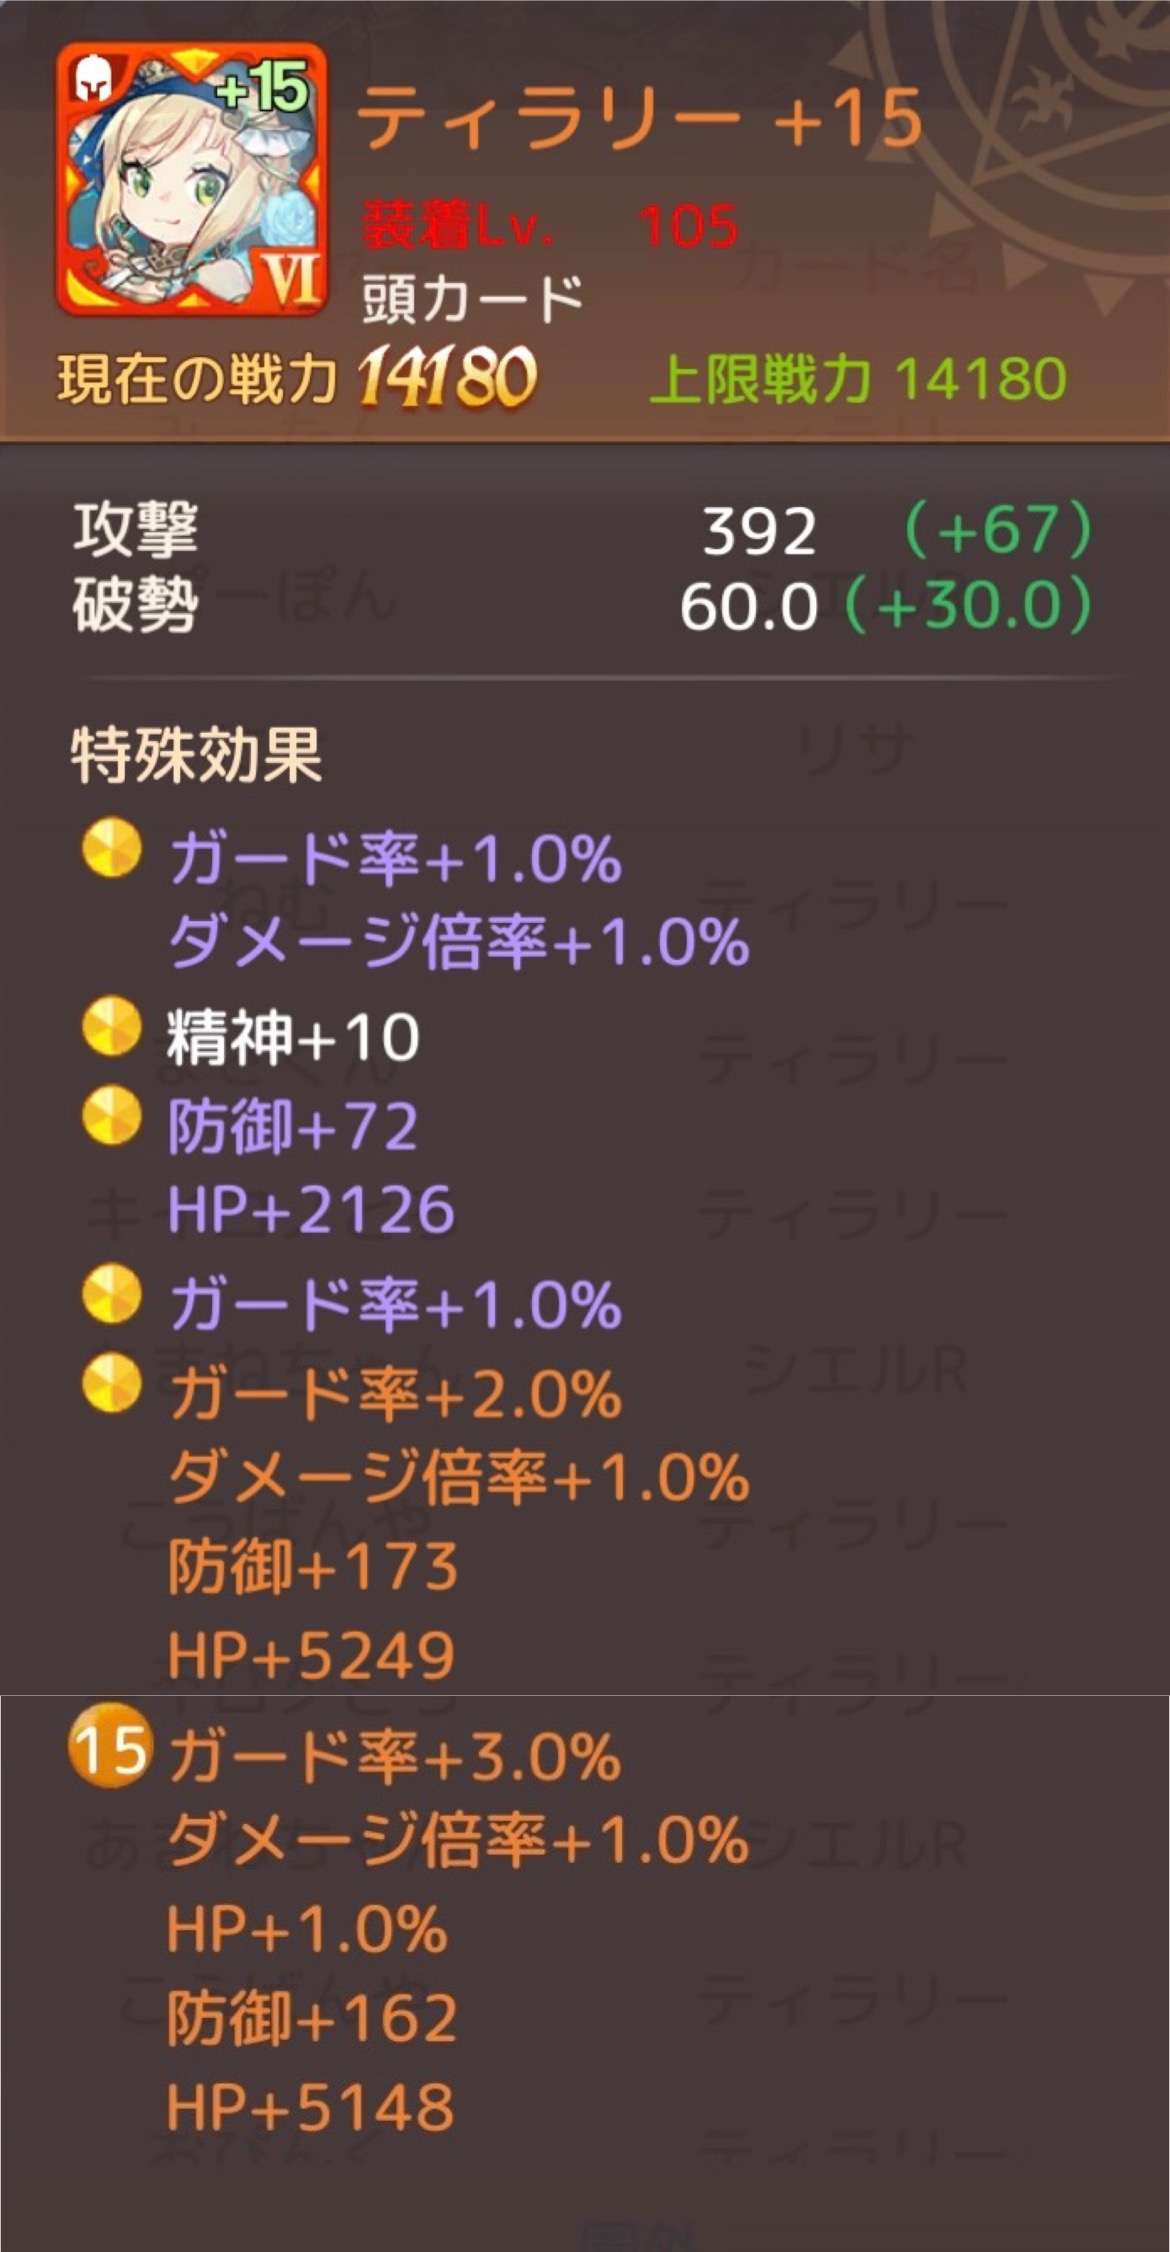 +15
VI
ティラリー +15
装着Lv. 105
頭カード
現在の戦力 14180 上限戦力 14180
攻撃 392 (+67)
破勢 60.0 (+30.0)
特殊効果
ガード率+1.0%
ダメージ倍率+1.0%
精神+10
防御+72
HP+2126
ガード率+1.0%
ガード率+2.0%
ダメージ倍率+1.0%
防御+173
HP+5249
15 ガード率+3.0%
ダメージ倍率+1.0%
HP+1.0%
防御+162
HP+5148